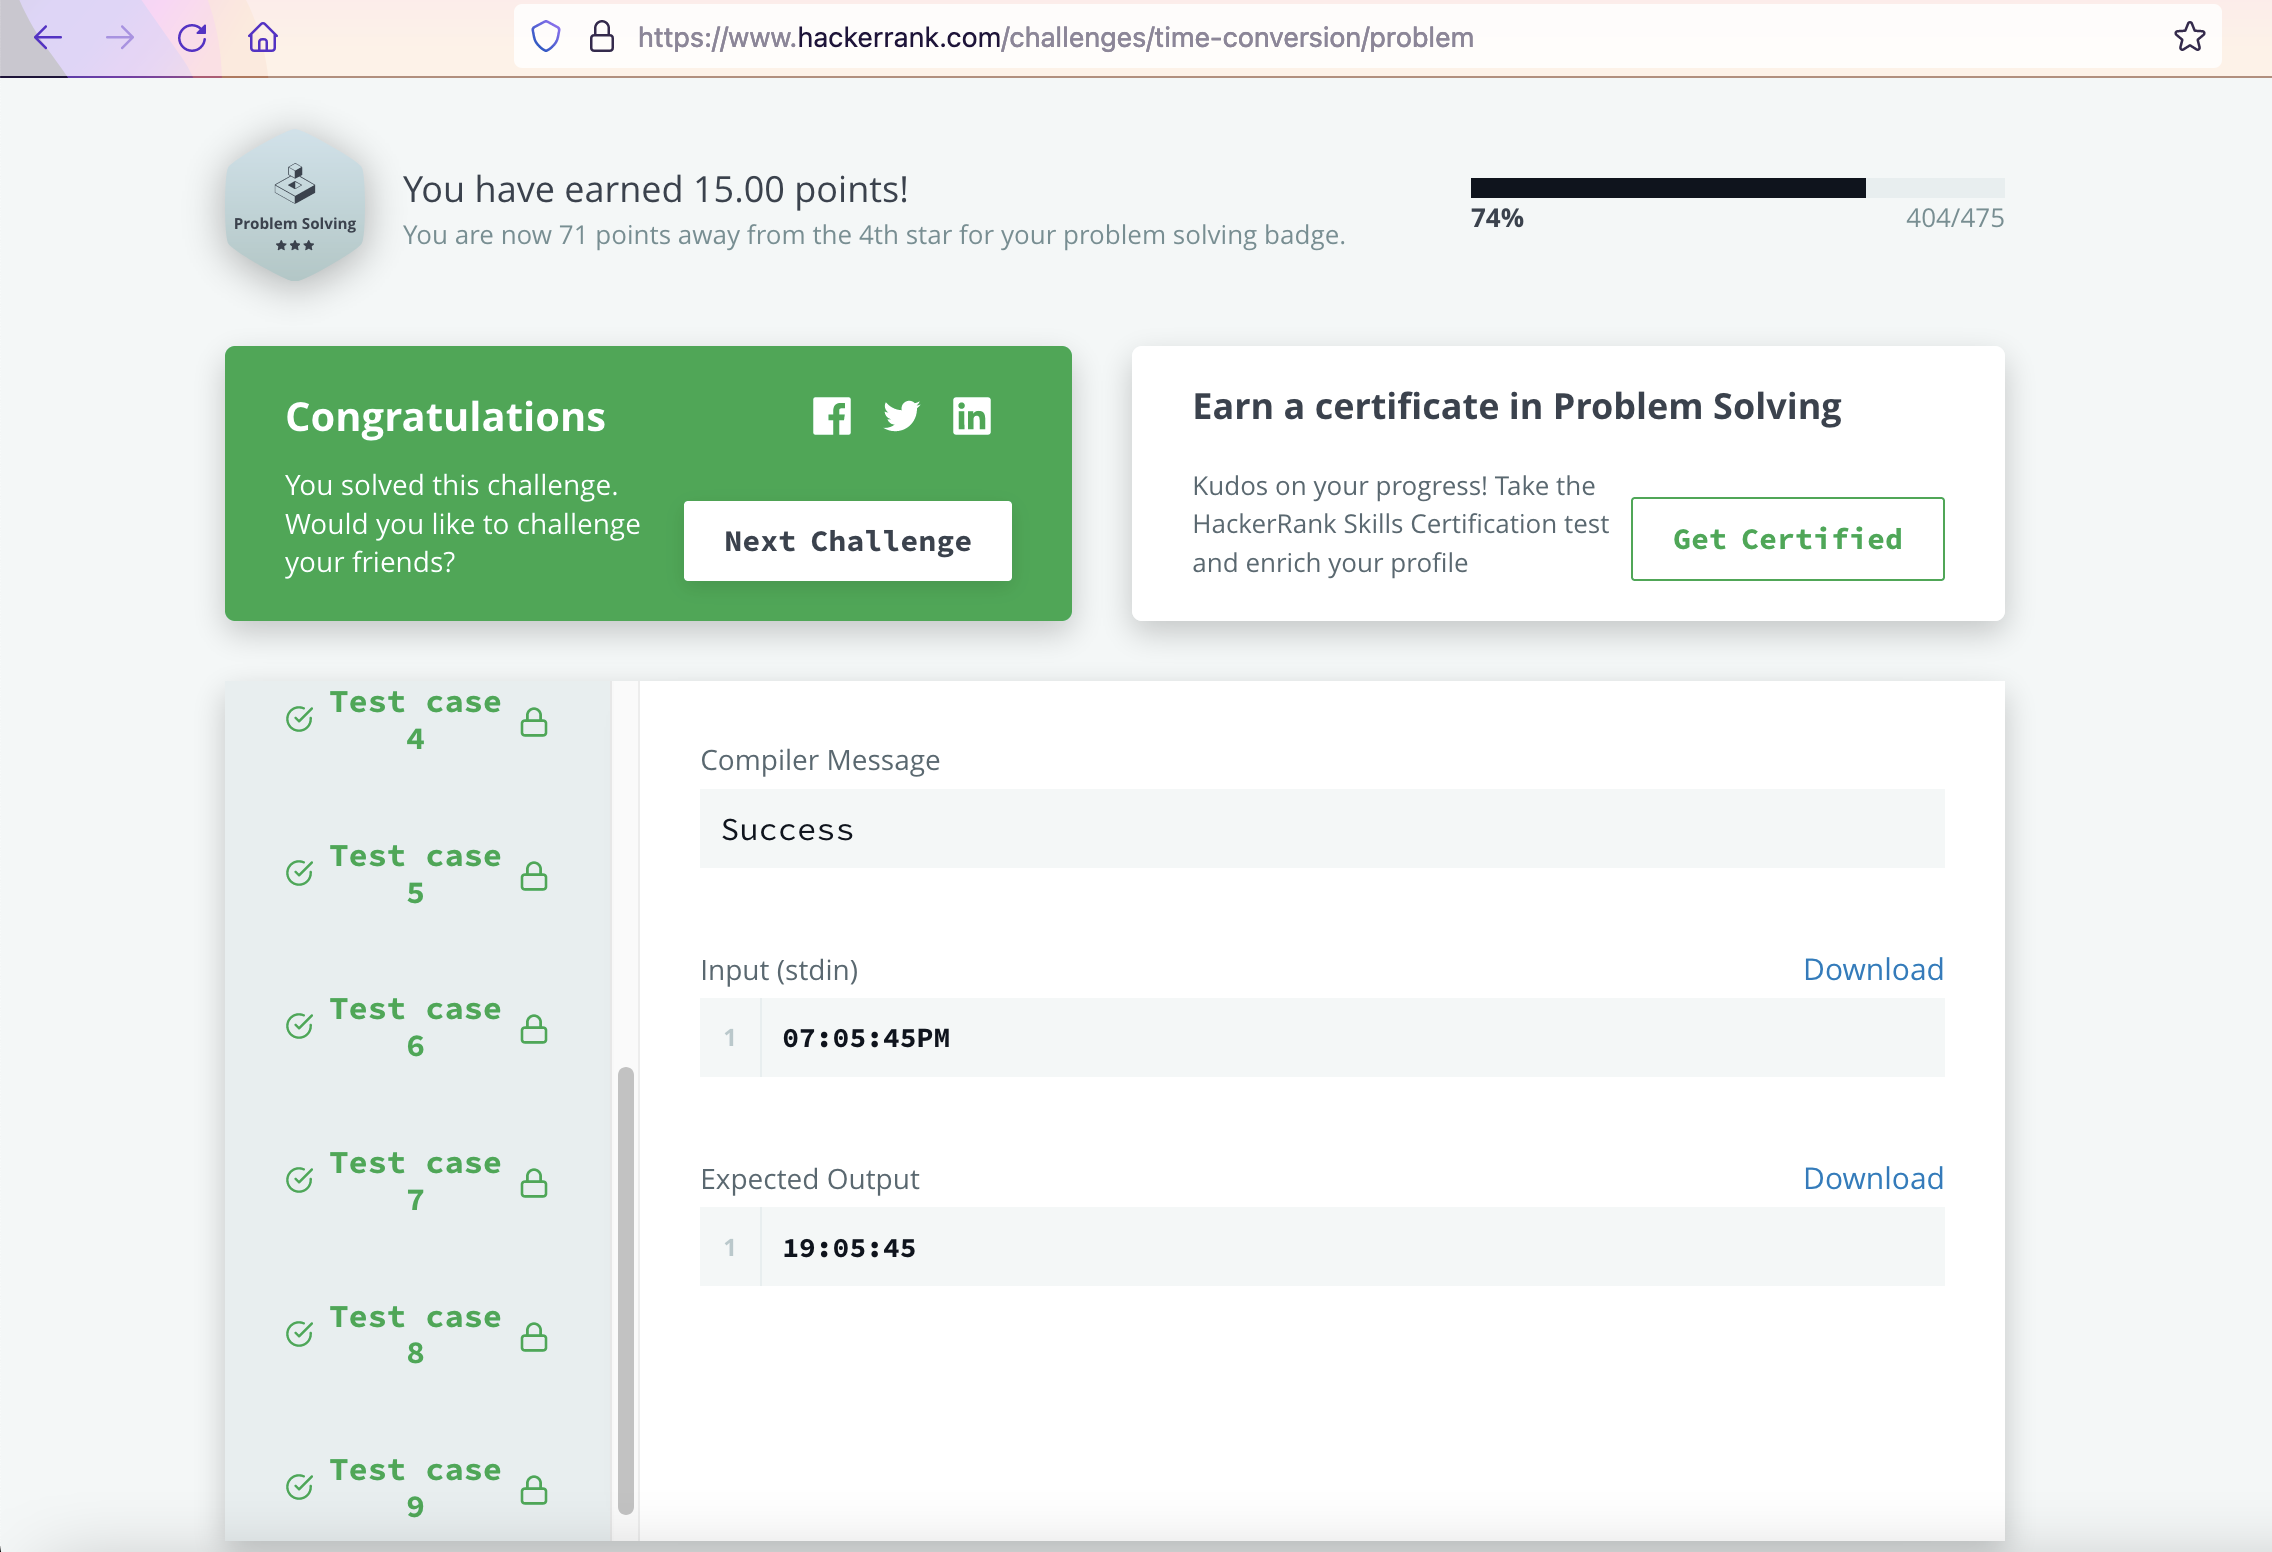 https://www.hackerrank.com/challenges/time-conversion/problem
Problem Solving
You have earned 15.00 points!
You are now 71 points away from the 4th star for your problem solving badge.
74%
404/475
Congratulations
You solved this challenge.
Would you like to challenge
your friends?
Next Challenge
Earn a certificate in Problem Solving
Kudos on your progress! Take the
HackerRank Skills Certification test
and enrich your profile
Get Certified
Test case
4
Test case
5
Test case
6
Test case
7
Test case
8
Test case
9
Compiler Message
Success
Input (stdin)
Download
1 07:05:45PM
Expected Output
Download
1 19:05:45